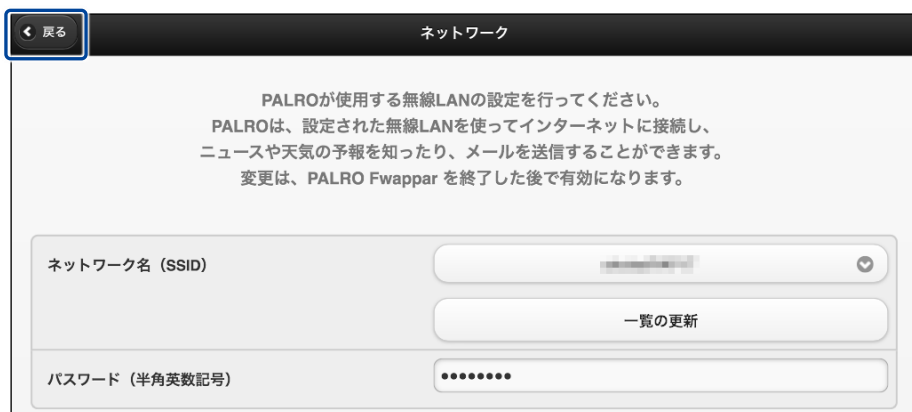 戻る
ネットワーク
PALROが使用する無線LANの設定を行ってください。
PALROは、設定された無線LANを使ってインターネットに接続し、
ニュースや天気の予報を知ったり、メールを送信することができます。
変更は、PALRO Fwappar を終了した後で有効になります。
ネットワーク名（SSID）
一覧の更新
パスワード（半角英数記号）
••••••••